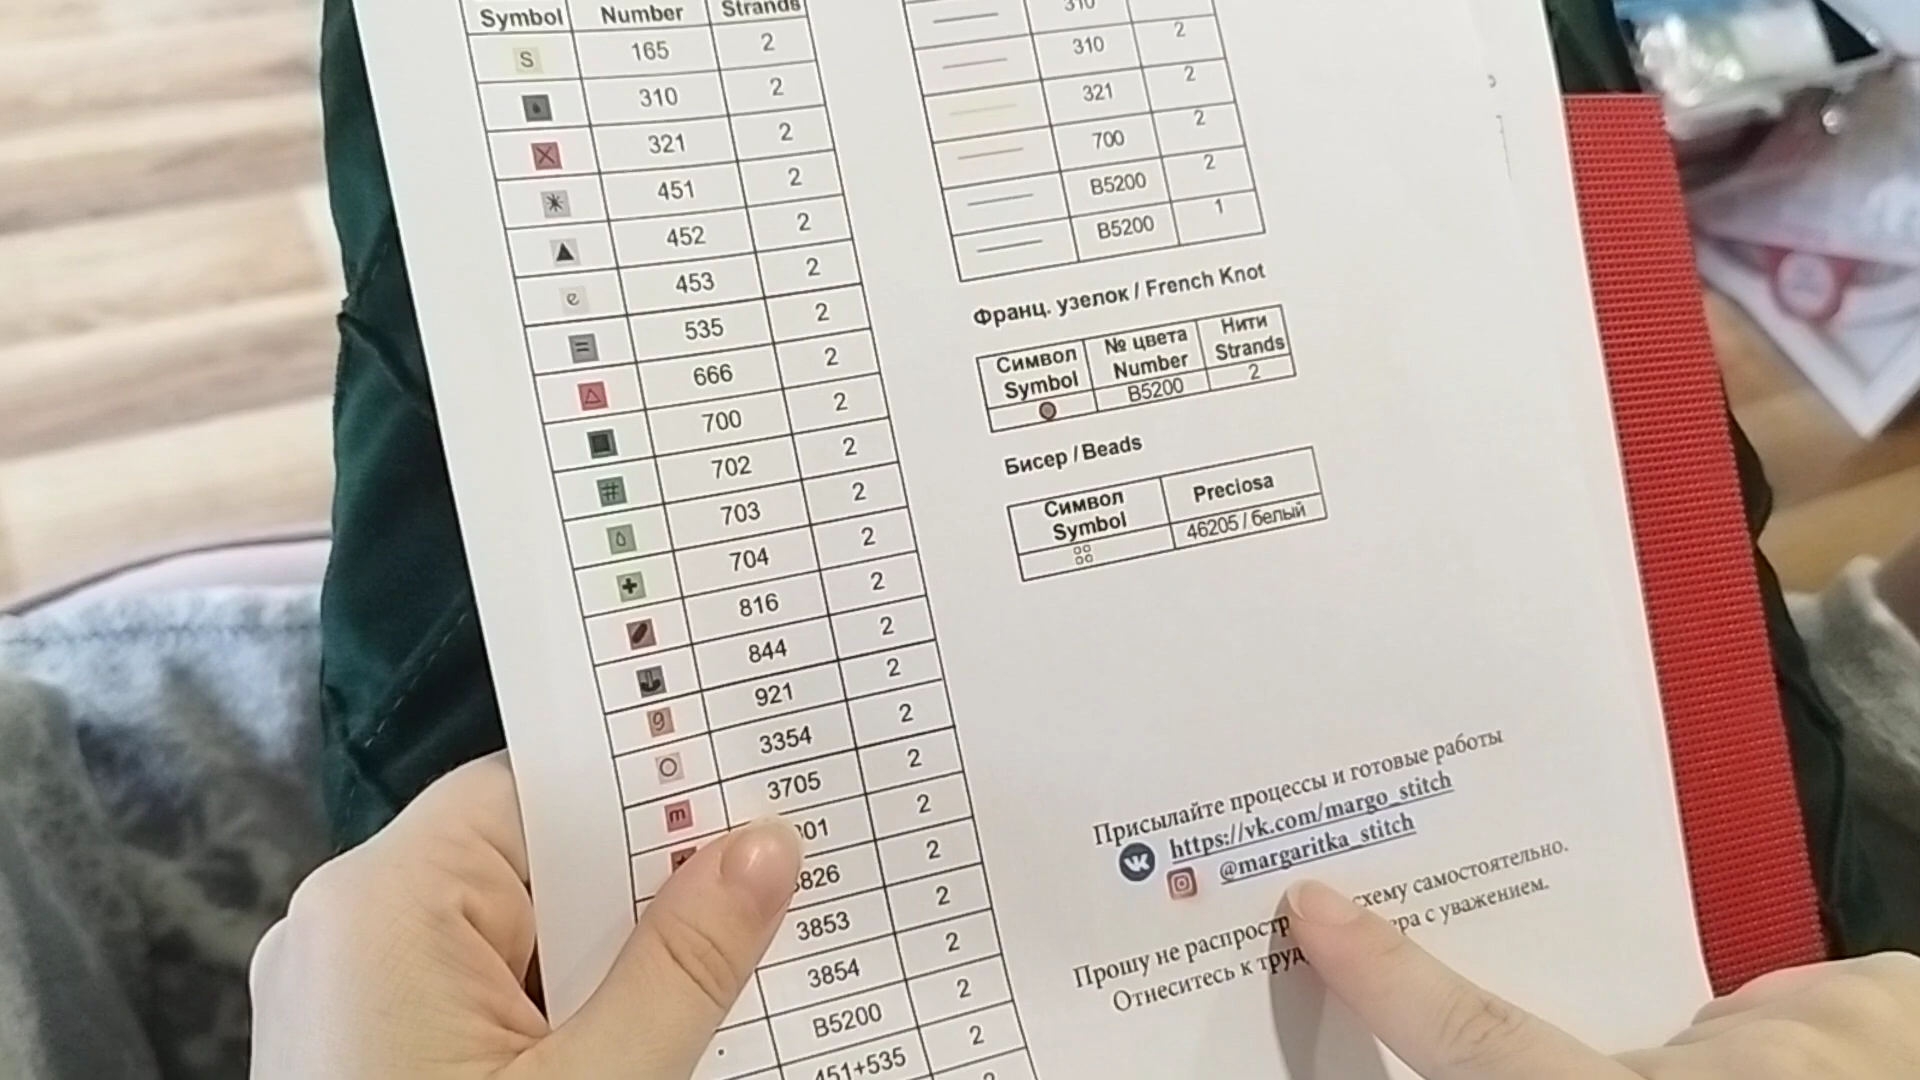 Symbol Number Strands
S 165 2
310 2
321 2
451 2
452 2
e 453 2
= 535 2
666 2
700 2
# 702 2
703 2
704 2
816 2
844 2
g 921 2
3354 2
m 3705 2
2
3826 2
3853 2
3854 2
B5200 2
451+535 2
310
310 2
321 2
700 2
B5200 2
B5200 1
Франц. узелок / French Knot
Символ № цвета Нити
Symbol Number Strands
B5200 2
Бисер / Beads
Символ Preciosa
Symbol
46205 / белый
Присылайте процессы и готовые работы
https://vk.com/margo_stitch
@margaritka_stitch
Прошу не схему самостоятельно.
Отнеситесь к с уважением.